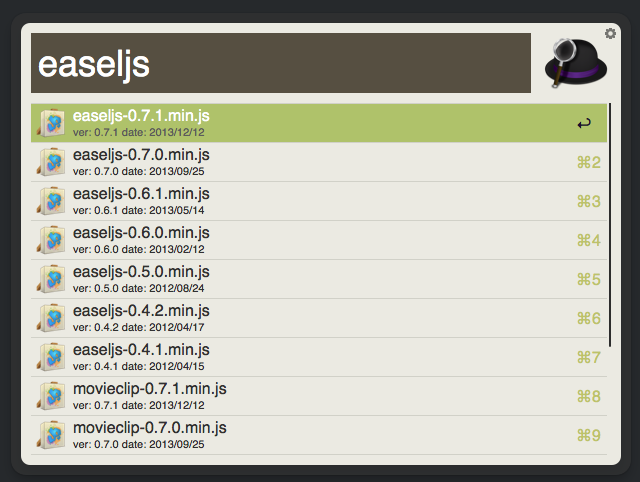 easeljs
easeljs-0.7.1.min.js
ver: 0.7.1 date: 2013/12/12
↩
easeljs-0.7.0.min.js
ver: 0.7.0 date: 2013/09/25
⌘2
easeljs-0.6.1.min.js
ver: 0.6.1 date: 2013/05/14
⌘3
easeljs-0.6.0.min.js
ver: 0.6.0 date: 2013/02/12
⌘4
easeljs-0.5.0.min.js
ver: 0.5.0 date: 2012/08/24
⌘5
easeljs-0.4.2.min.js
ver: 0.4.2 date: 2012/04/17
⌘6
easeljs-0.4.1.min.js
ver: 0.4.1 date: 2012/04/15
⌘7
movieclip-0.7.1.min.js
ver: 0.7.1 date: 2013/12/12
⌘8
movieclip-0.7.0.min.js
ver: 0.7.0 date: 2013/09/25
⌘9